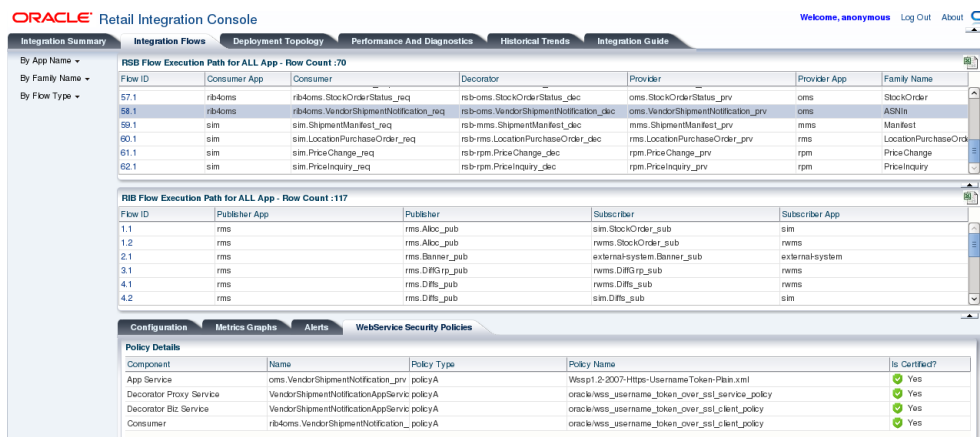 ORACLE Retail Integration Console
Welcome, anonymous Log Out About
Integration Summary Integration Flows Deployment Topology Performance And Diagnostics Historical Trends Integration Guide
By App Name
By Family Name
By Flow Type
RSB Flow Execution Path for ALL App - Row Count :70
Flow ID Consumer App Consumer Decorator Provider Provider App Family Name
57.1 rib4oms rib4oms.StockOrderStatus_req rsb-oms.StockOrderStatus_dec oms.StockOrderStatus_prv oms StockOrder
58.1 rib4oms rib4oms.VendorShipmentNotification_req rsb-oms.VendorShipmentNotification_dec oms.VendorShipmentNotification_prv oms ASNIn
59.1 sim sim.ShipmentManifest_req rsb-mms.ShipmentManifest_dec mms.ShipmentManifest_prv mms Manifest
60.1 sim sim.LocationPurchaseOrder_req rsb-rms.LocationPurchaseOrder_dec rms.LocationPurchaseOrder_prv rms LocationPurchaseOrd
61.1 sim sim.PriceChange_req rsb-rpm.PriceChange_dec rpm.PriceChange_prv rpm PriceChange
62.1 sim sim.PriceInquiry_req rsb-rpm.PriceInquiry_dec rpm.PriceInquiry_prv rpm PriceInquiry
RIB Flow Execution Path for ALL App - Row Count :117
Flow ID Publisher App Publisher Subscriber Subscriber App
1.1 rms rms.Alloc_pub sim.StockOrder_sub sim
1.2 rms rms.Alloc_pub rwms.StockOrder_sub rwms
2.1 rms rms.Banner_pub external-system.Banner_sub external-system
3.1 rms rms.DiffGrp_pub rwms.DiffGrp_sub rwms
4.1 rms rms.Diffs_pub rwms.Diffs_sub rwms
4.2 rms rms.Diffs_pub sim.Diffs_sub sim
Configuration Metrics Graphs Alerts WebService Security Policies
Policy Details
Component Name Policy Type Policy Name Is Certified?
App Service oms.VendorShipmentNotification_prv policyA Wssp1.2-2007-Https-UsernameToken-Plain.xml Yes
Decorator Proxy Service VendorShipmentNotificationAppServic policyA oracle/wss_username_token_over_ssl_service_policy Yes
Decorator Biz Service VendorShipmentNotificationAppServic policyA oracle/wss_username_token_over_ssl_client_policy Yes
Consumer rib4oms.VendorShipmentNotification_ policyA oracle/wss_username_token_over_ssl_client_policy Yes